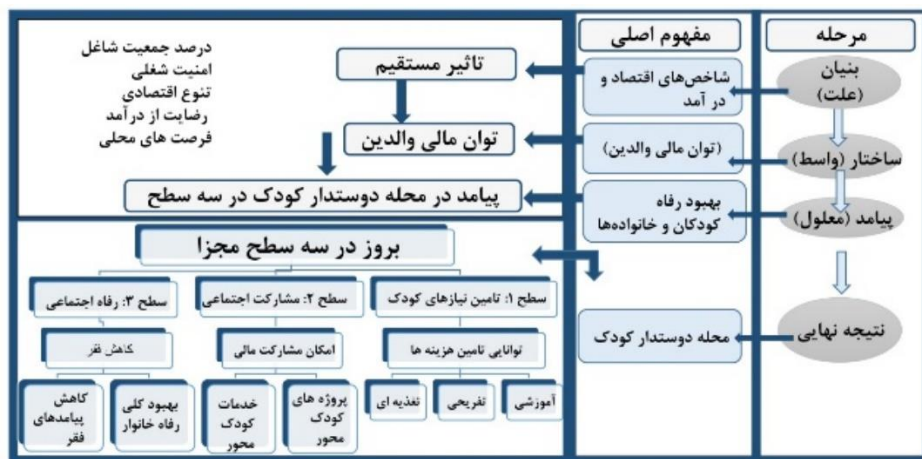 مرحله
بنیان
(علت)
ساختار (واسط)
پیامد (معلول)
نتیجه نهایی
مفهوم اصلی
شاخص‌های اقتصاد و
در آمد
(توان مالی والدین)
بهبود رفاه
کودکان و خانواده‌ها
محله دوستدار کودک
درصد جمعیت شاغل
امنیت شغلی
تنوع اقتصادی
رضایت از درآمد
فرصت های محلی
تاثیر مستقیم
توان مالی والدین
پیامد در محله دوستدار کودک در سه سطح
بروز در سه سطح مجزا
سطح ۱: تامین نیازهای کودک
توانایی تامین هزینه ها
آموزشی
تفریحی
تغذیه ای
سطح ۲: مشارکت اجتماعی
امکان مشارکت مالی
پروژه های
کودک
محور
خدمات
کودک
محور
سطح ۳: رفاه اجتماعی
کاهش فقر
بهبود کلی
رفاه خانوار
کاهش
پیامدهای
فقر